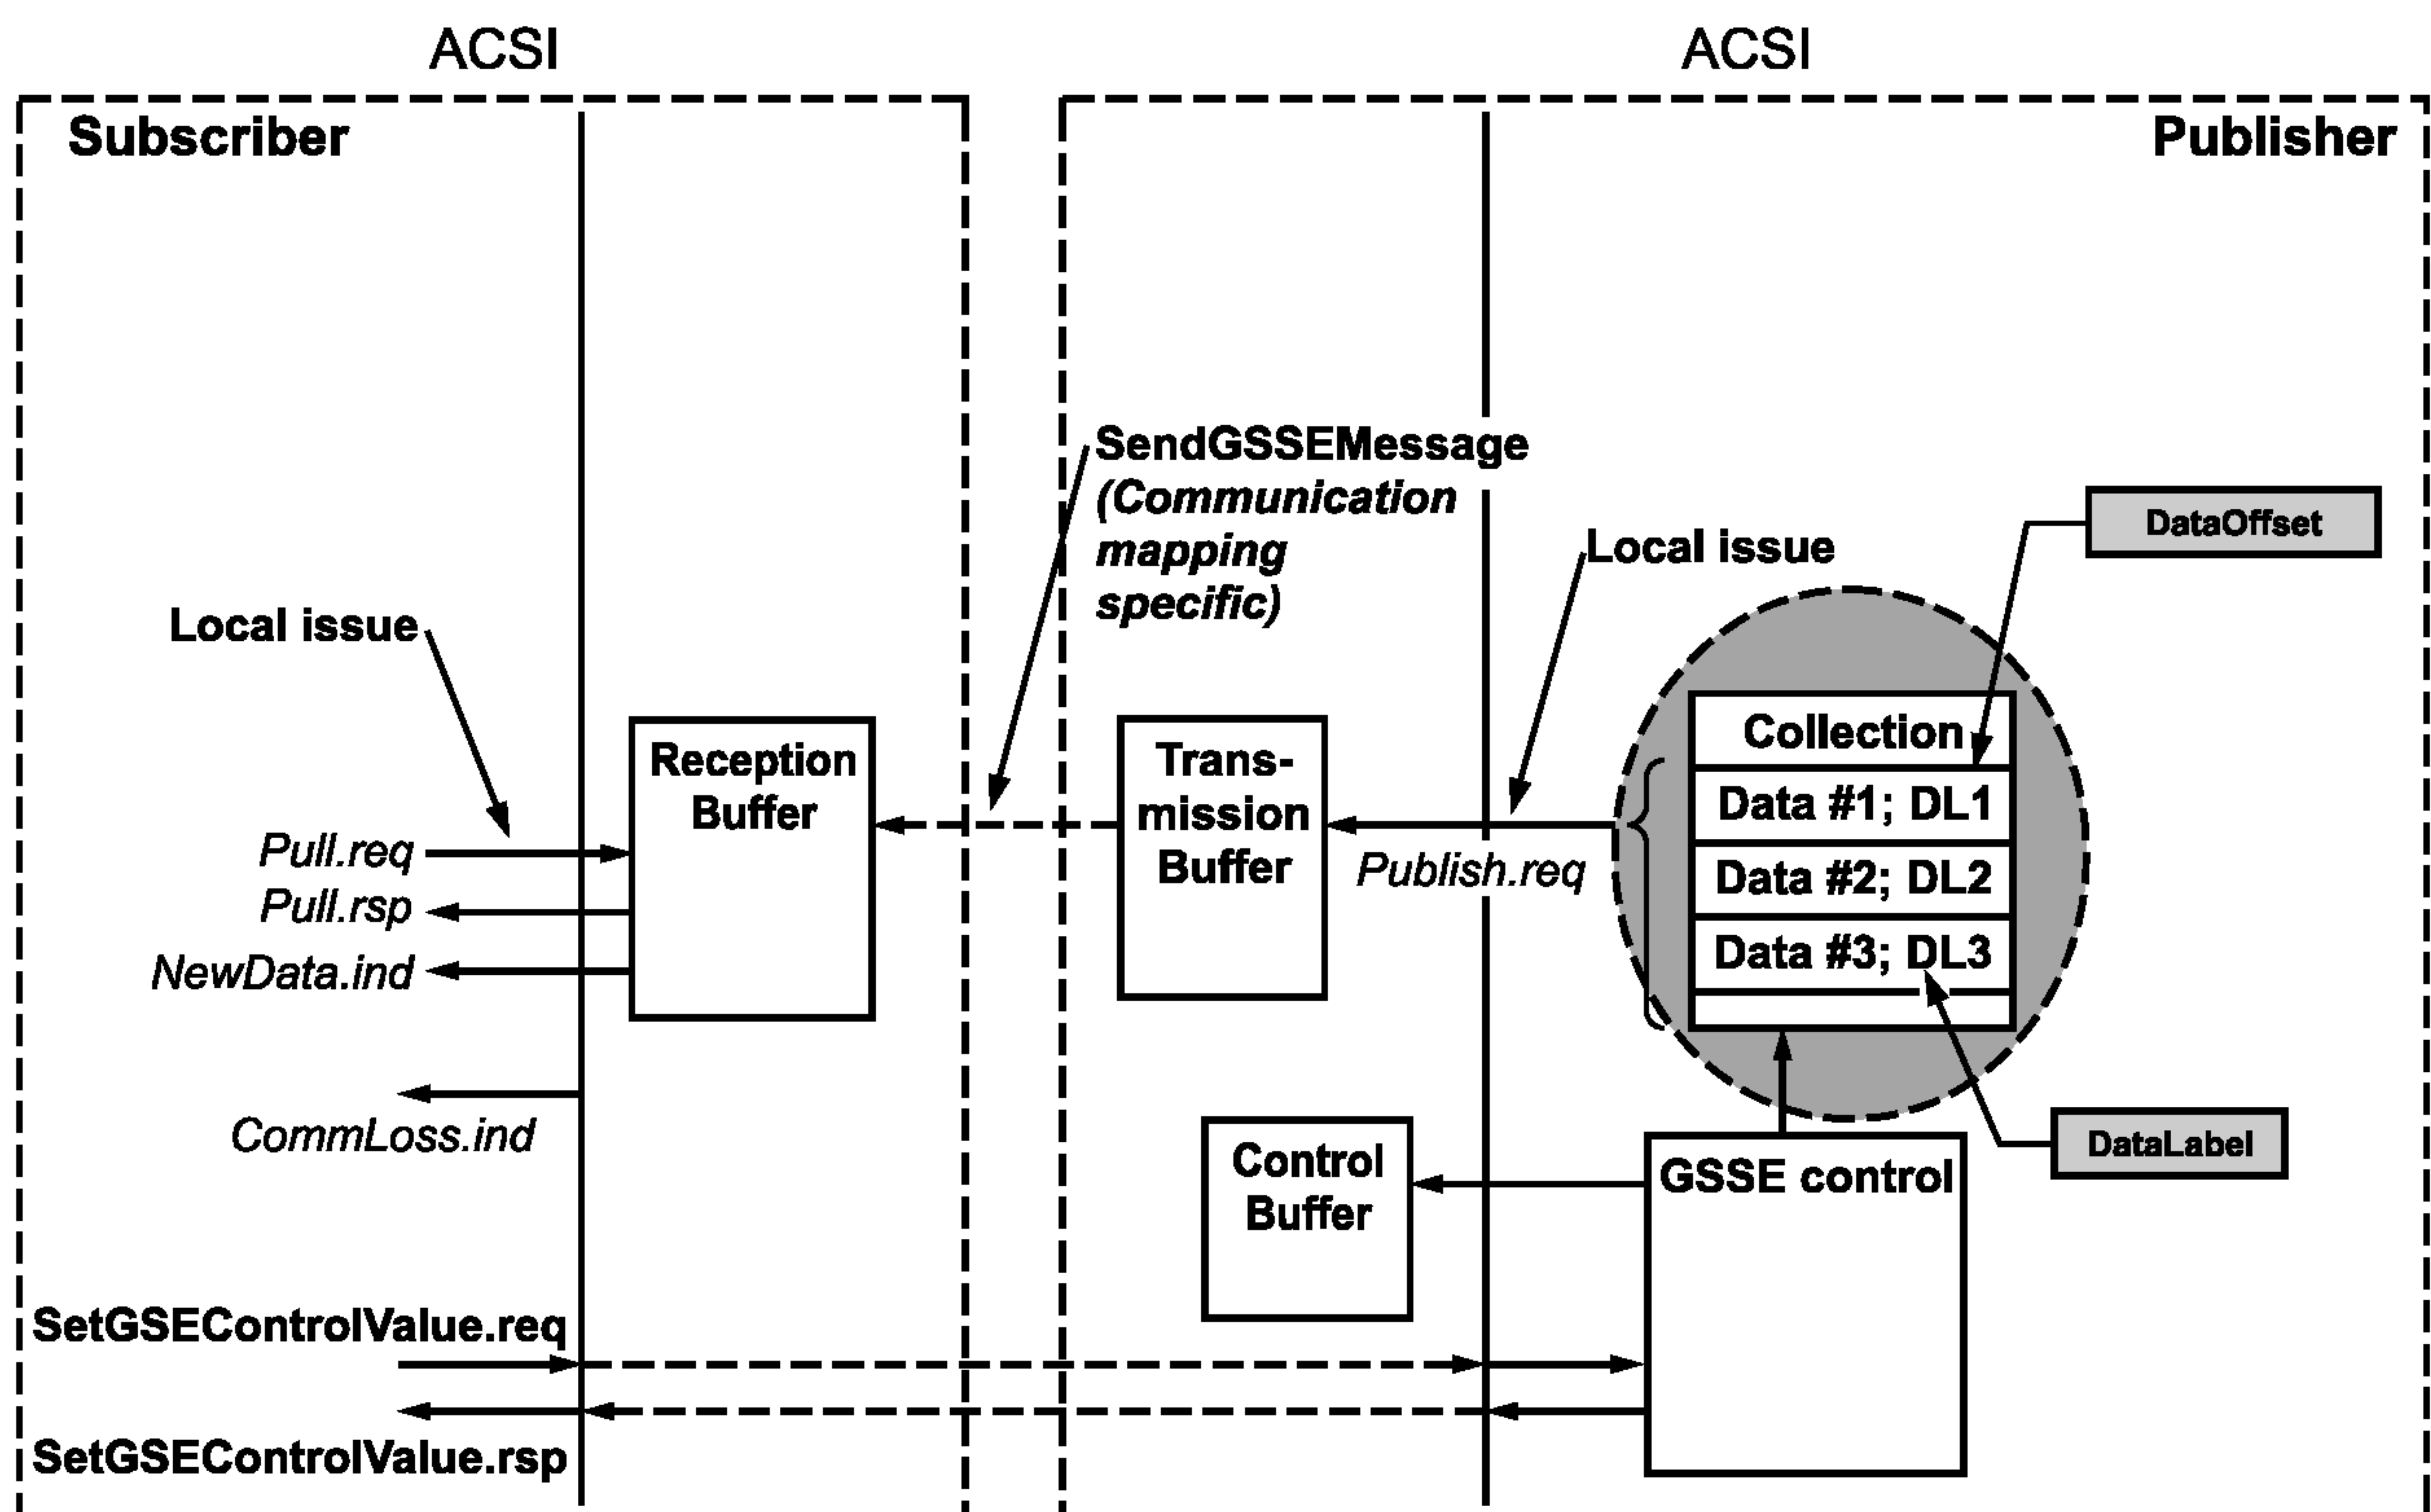 ACSI
ACSI
Subscriber
Publisher
SendGSSEMessage
(Communication
mapping
specific)
DataOffset
Local issue
Local issue
Collection
Reception
Buffer
Trans-
mission
Buffer
Data #1; DL1
Pull.req
Publish.req
Data #2; DL2
Pull.rsp
Data #3; DL3
NewData.ind
CommLoss.ind
DataLabel
Control
Buffer
GSSE control
SetGSEControlValue.req
SetGSEControlValue.rsp